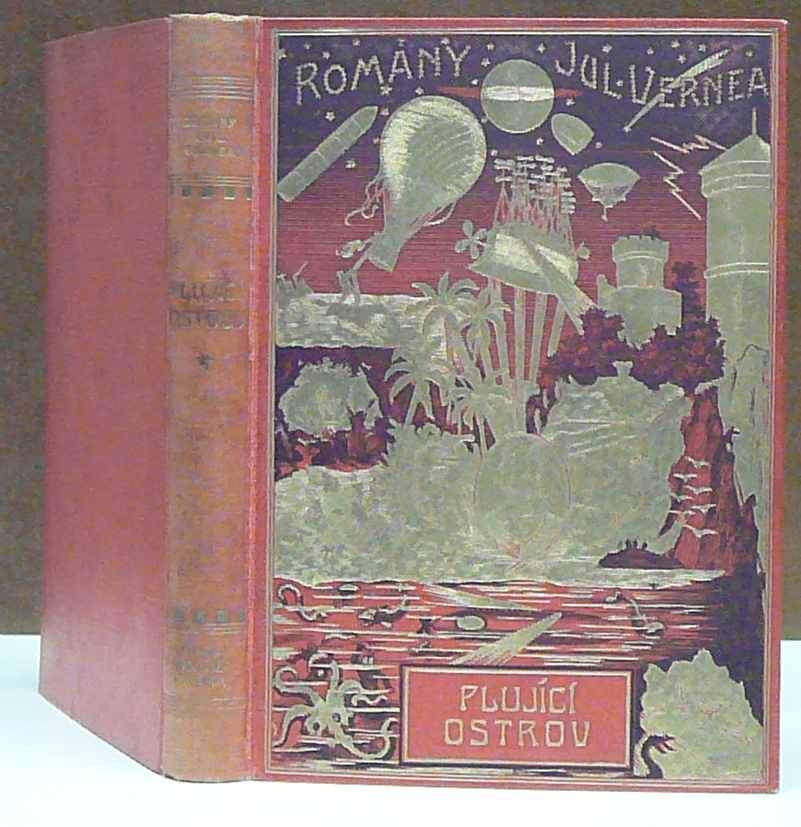 ROMÁNY JUL. VERNEA
PLUJÍCÍ
OSTROV
PLUJÍCÍ
OSTROV